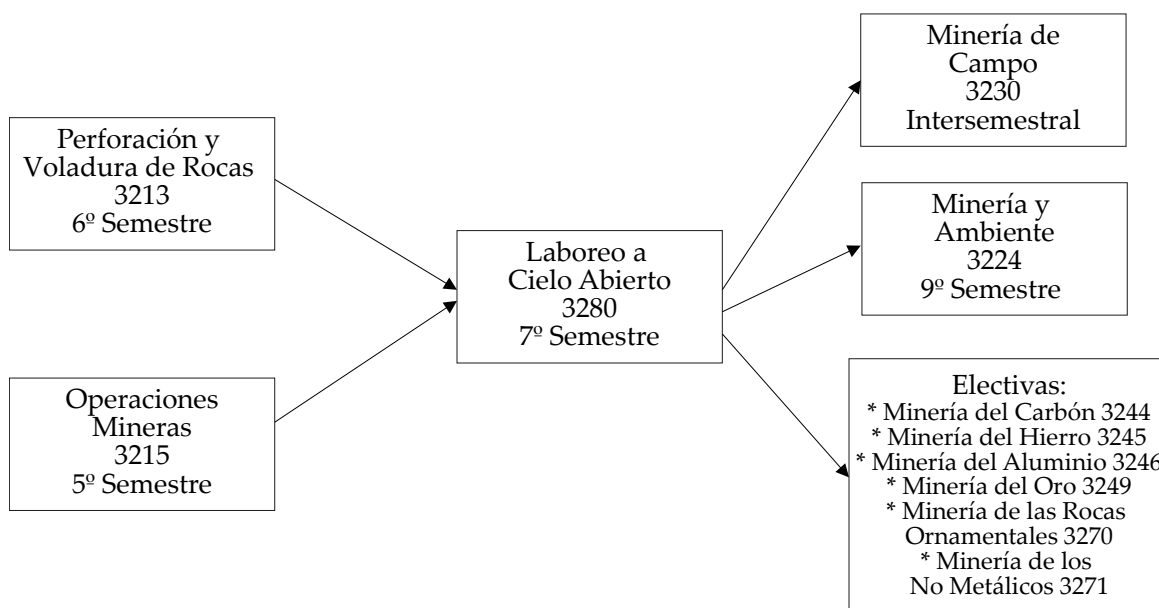 Perforación y
Voladura de Rocas
3213
6º Semestre
Operaciones
Mineras
3215
5º Semestre
Laboreo a
Cielo Abierto
3280
7º Semestre
Minería de
Campo
3230
Intersemestral
Minería y
Ambiente
3224
9º Semestre
Electivas:
* Minería del Carbón 3244
* Minería del Hierro 3245
* Minería del Aluminio 3246
* Minería del Oro 3249
* Minería de las Rocas
Ornamentales 3270
* Minería de los
No Metálicos 3271